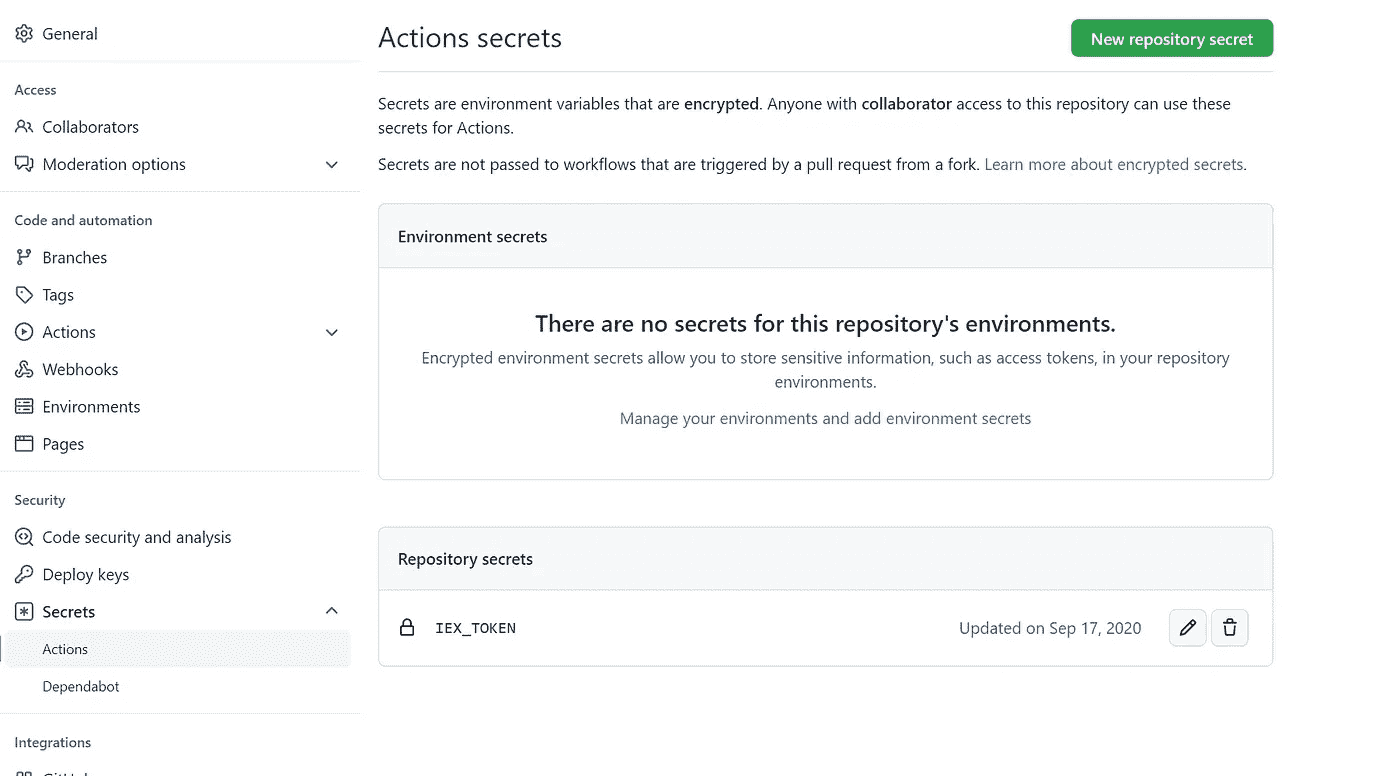 General
Access
Collaborators
Moderation options
Code and automation
Branches
Tags
Actions
Webhooks
Environments
Pages
Security
Code security and analysis
Deploy keys
Secrets
Actions
Dependabot
Integrations
Actions secrets
New repository secret
Secrets are environment variables that are encrypted. Anyone with collaborator access to this repository can use these
secrets for Actions.
Secrets are not passed to workflows that are triggered by a pull request from a fork. Learn more about encrypted secrets.
Environment secrets
There are no secrets for this repository's environments.
Encrypted environment secrets allow you to store sensitive information, such as access tokens, in your repository
environments.
Manage your environments and add environment secrets
Repository secrets
IEX_TOKEN
Updated on Sep 17, 2020